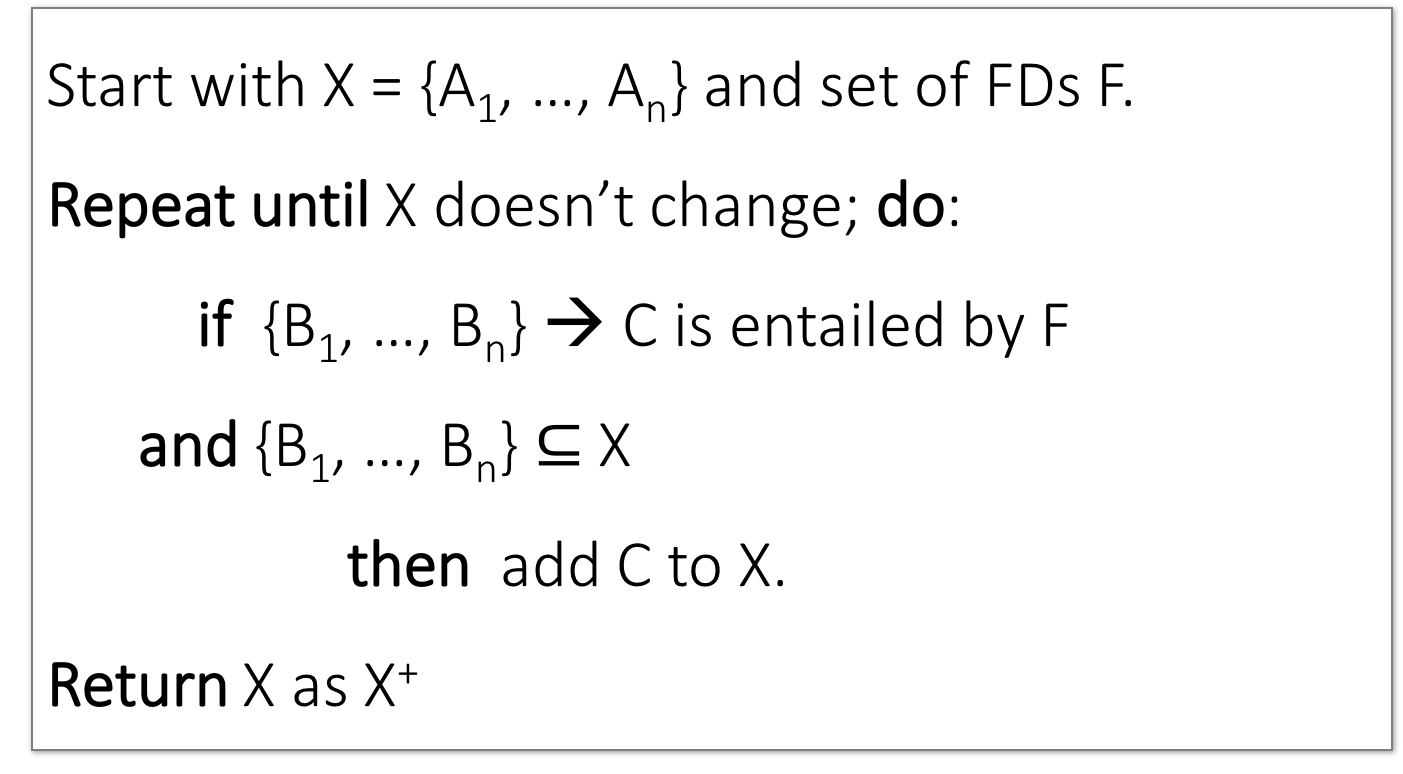 Start with X = {A₁, …, Aₙ} and set of FDs F.
Repeat until X doesn’t change; do:
if {B₁, …, Bₙ} → C is entailed by F
and {B₁, …, Bₙ} ⊆ X
then add C to X.
Return X as X⁺